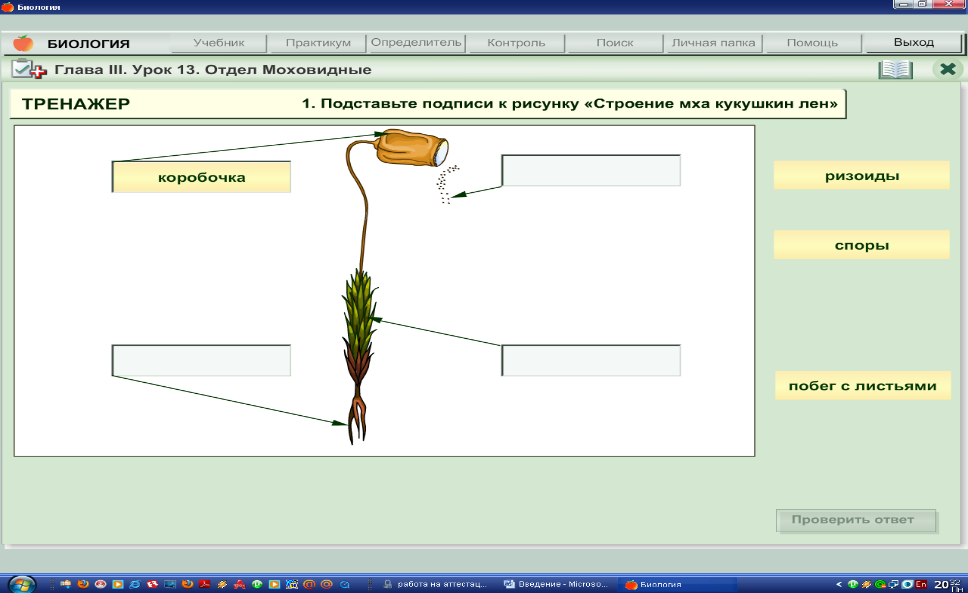 Биология
БИОЛОГИЯ
Учебник
Практикум
Определитель
Контроль
Поиск
Личная папка
Помощь
Выход
Глава III. Урок 13. Отдел Моховидные
ТРЕНАЖЕР
1. Подставьте подписи к рисунку «Строение мха кукушкин лен»
коробочка
ризоиды
споры
побег с листьями
Проверить ответ
работа на аттестац...
Введение - Microso...
Биология
En